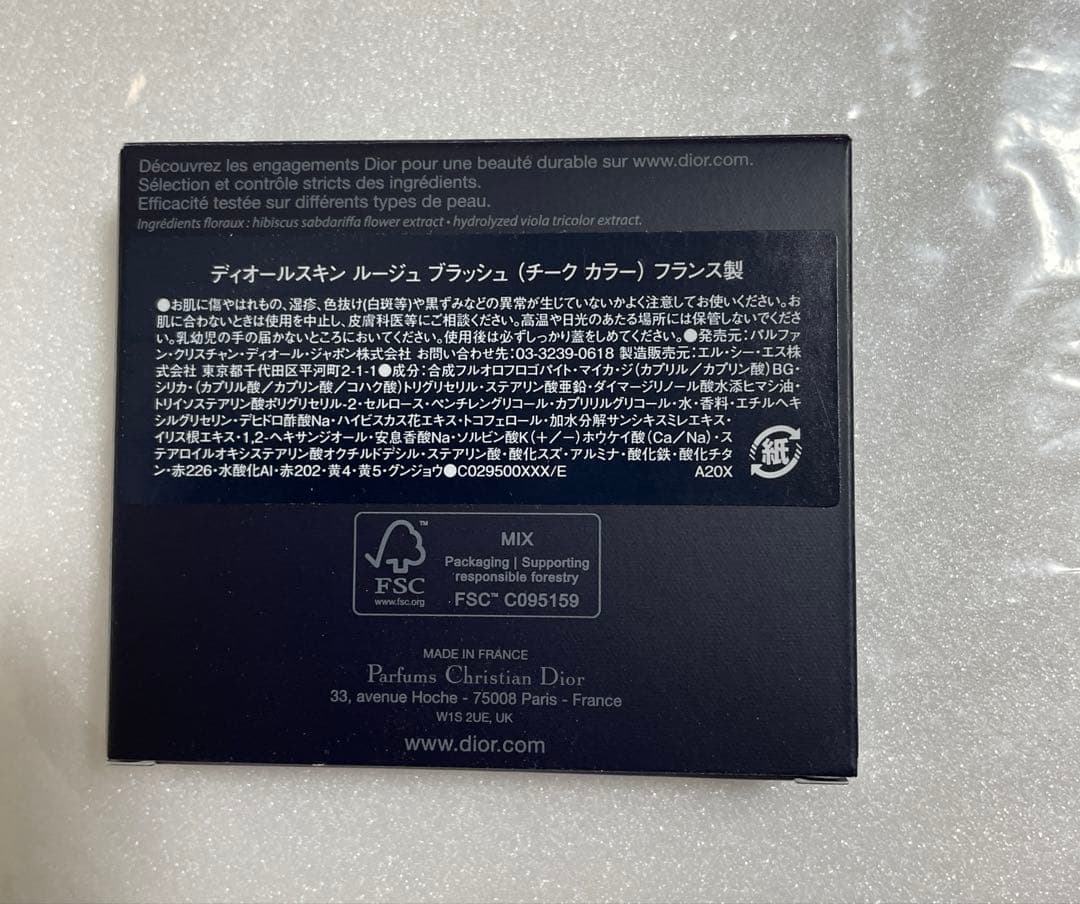 Découvrez les engagements Dior pour une beauté durable sur www.dior.com.
Sélection et contrôle stricts des ingrédients.
Efficacité testée sur différents types de peau.
Ingrédients floraux : hibiscus sabdariffa flower extract • hydrolyzed viola tricolor extract.
ディオールスキン ルージュ ブラッシュ (チーク カラー) フランス製
●お肌に傷やはれもの、湿疹、色抜け(白斑等)や黒ずみなどの異常が生じていないかよく注意してお使いください。お
肌に合わないときは使用を中止し、皮膚科医等にご相談ください。高温や日光のあたる場所には保管しないでくださ
い。乳幼児の手の届かないところにおいてください。使用後は必ずしっかり蓋をしめてください。●発売元:パルファ
ン・クリスチャン・ディオール・ジャポン株式会社 お問い合わせ先:03-3239-0618 製造販売元:エル・シー・エス株
式会社 東京都千代田区平河町2-1-1●成分:合成フルオロフロゴパイト・マイカ・ジ(カプリル/カプリン酸)BG・
シリカ・(カプリル酸/カプリン酸/コハク酸)トリグリセリル・ステアリン酸亜鉛・ダイマージリノール酸水添ヒマシ油・
トリイソステアリン酸ポリグリセリル-2・セルロース・ペンチレングリコール・カプリリルグリコール・水・香料・エチルヘキ
シルグリセリン・デヒドロ酢酸Na・ハイビスカス花エキス・トコフェロール・加水分解サンシキスミレエキス・
イリス根エキス・1,2-ヘキサンジオール・安息香酸Na・ソルビン酸K(+/−)ホウケイ酸(Ca/Na)・ス
テアロイルオキシステアリン酸オクチルドデシル・ステアリン酸・酸化スズ・アルミナ・酸化鉄・酸化チタ
ン・赤226・水酸化Al・赤202・黄4・黄5・グンジョウ●C029500XXX/E A20X
紙
FSC™
www.fsc.org
MIX
Packaging | Supporting
responsible forestry
FSC™ C095159
MADE IN FRANCE
Parfums Christian Dior
33, avenue Hoche - 75008 Paris - France
W1S 2UE, UK
www.dior.com